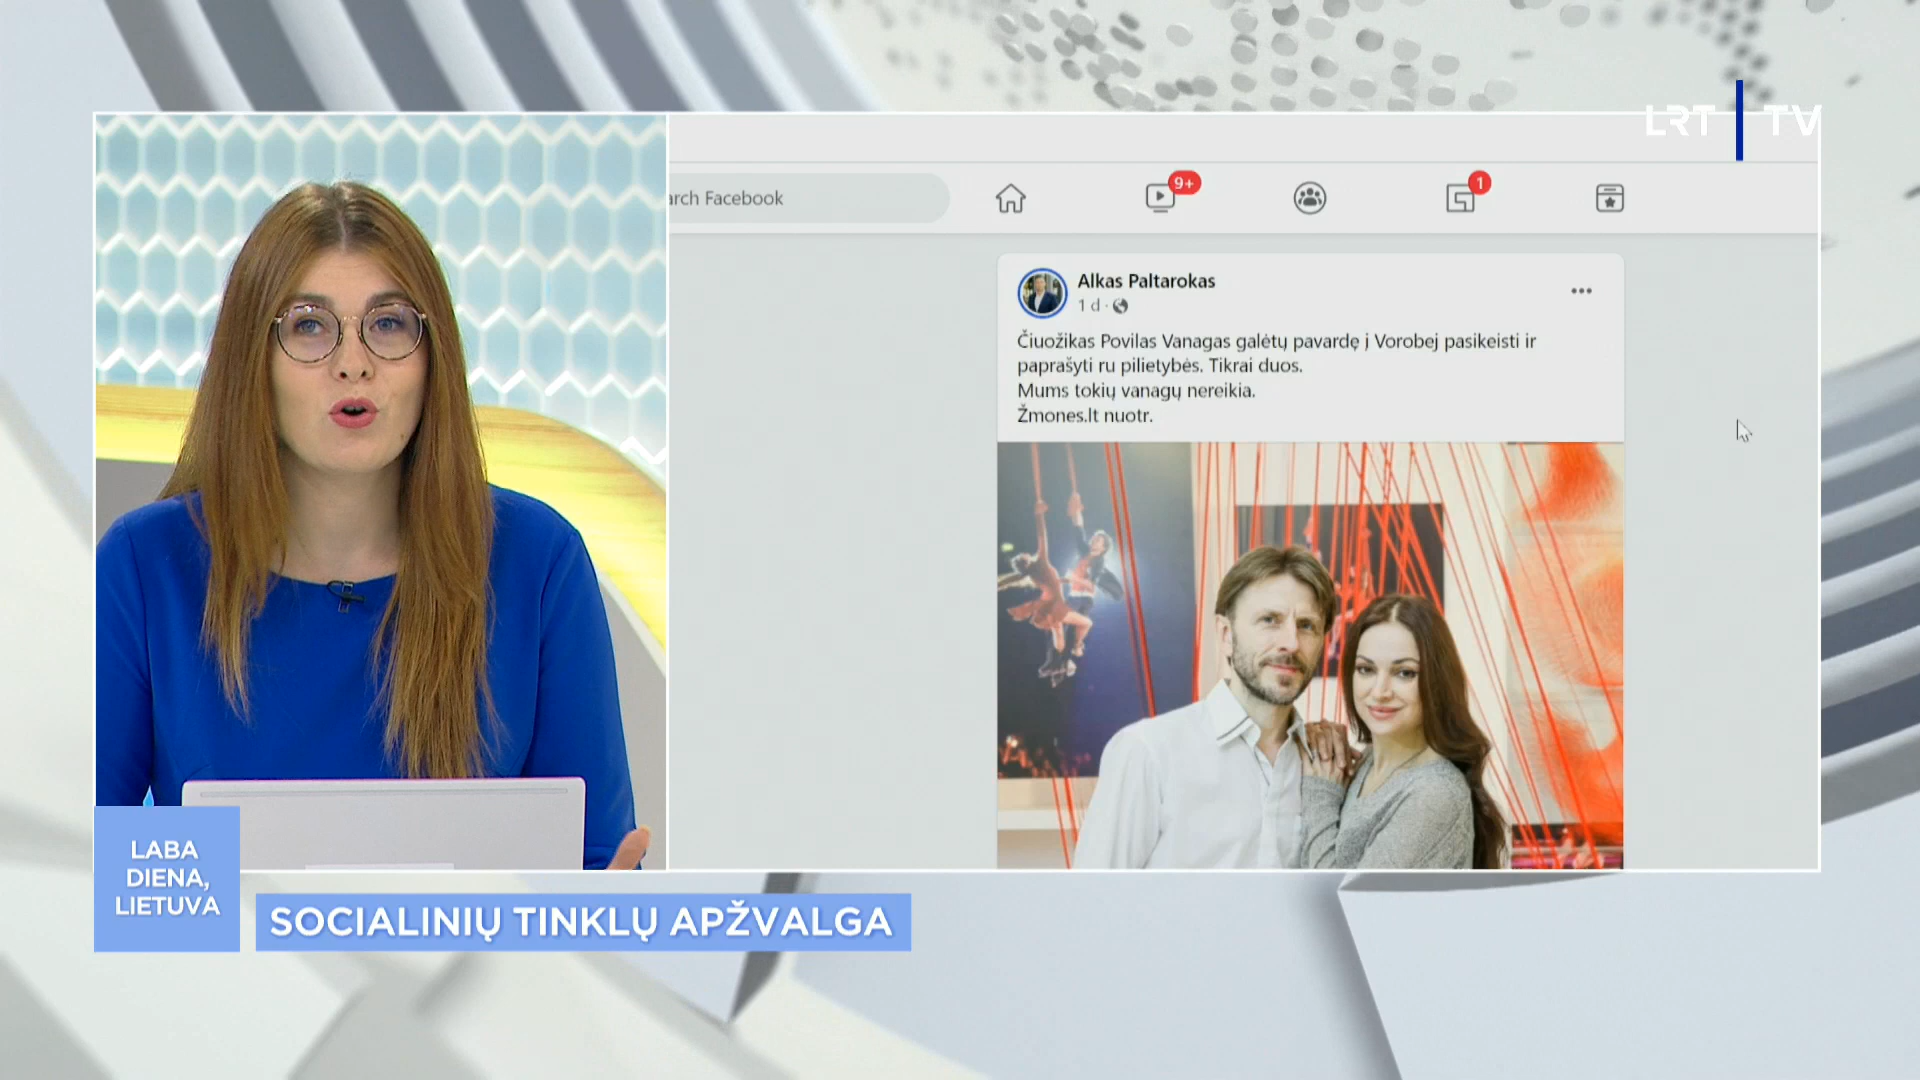 LRT TV
arch Facebook
9+
1
Alkas Paltarokas
1 d ·
Čiuožikas Povilas Vanagas galėtų pavardę į Vorobej pasikeisti ir
paprašyti ru pilietybės. Tikrai duos.
Mums tokių vanagų nereikia.
Žmones.lt nuotr.
LABA
DIENA,
LIETUVA
SOCIALINIŲ TINKLŲ APŽVALGA